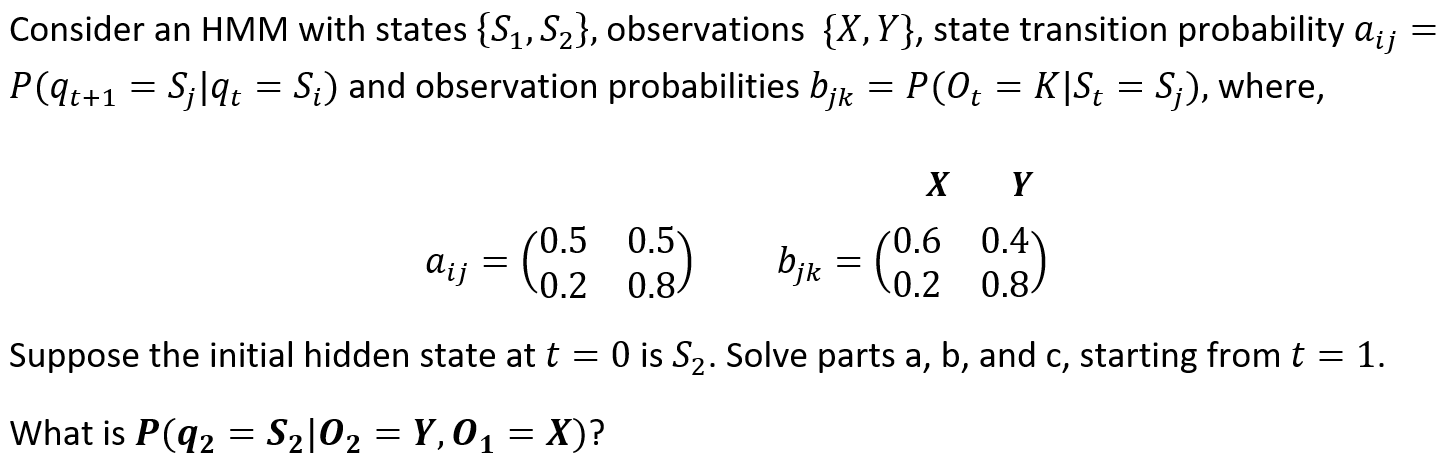 Consider an HMM with states {S₁, S₂}, observations {X, Y}, state transition probability aᵢⱼ =
P(qₜ₊₁ = Sⱼ|qₜ = Sᵢ) and observation probabilities bⱼₖ = P(Oₜ = K|Sₜ = Sⱼ), where,
X Y
aᵢⱼ = (0.5 0.5 bⱼₖ = (0.6 0.4
0.2 0.8) 0.2 0.8)
Suppose the initial hidden state at t = 0 is S₂. Solve parts a, b, and c, starting from t = 1.
What is P(q₂ = S₂|O₂ = Y, O₁ = X)?